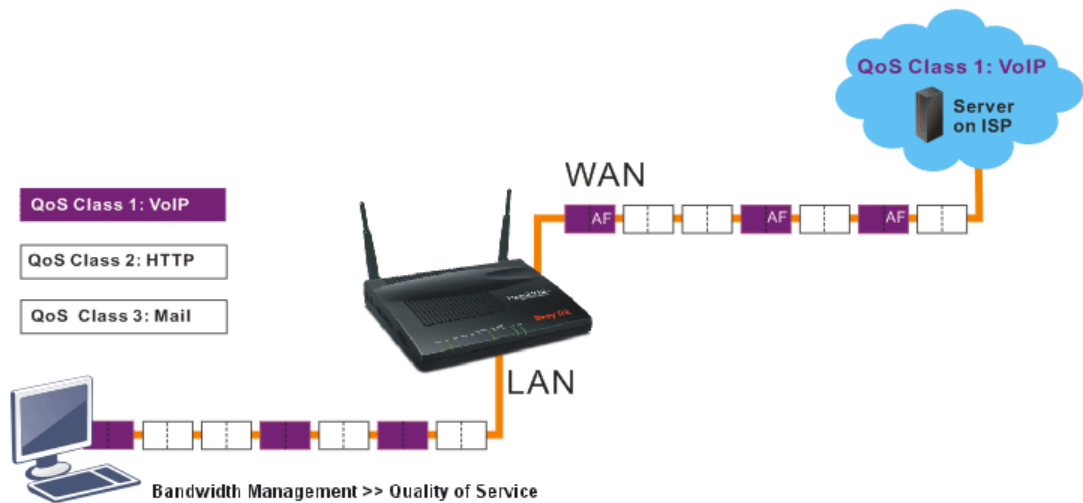 QoS Class 1: VoIP
Server
on ISP
WAN
QoS Class 1: VoIP
AF
AF
AF
QoS Class 2: HTTP
QoS Class 3: Mail
LAN
Bandwidth Management >> Quality of Service